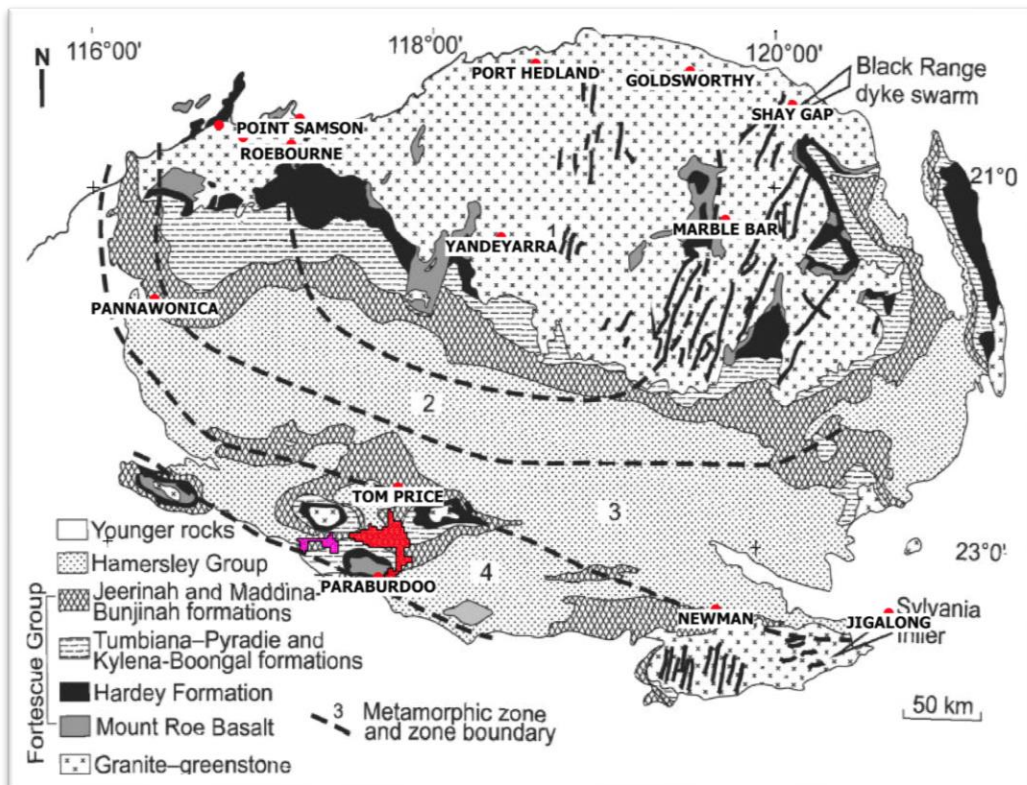 116°00'
118°00'
120°00'
N
PORT HEDLAND
GOLDSWORTHY
Black Range
dyke swarm
SHAY GAP
POINT SAMSON
ROEBOURNE
21°0
1
YANDEYARRA
MARBLE BAR
PANNAWONICA
2
TOM PRICE
3
4
23°0'
PARABURDOO
NEWMAN
JIGALONG
Sylvania
Inlier
50 km
Younger rocks
Hamersley Group
Fortescue Group
Jeerinah and Maddina-
Bunjinah formations
Tumbiana–Pyradie and
Kylena-Boongal formations
Hardey Formation
Mount Roe Basalt
Granite–greenstone
3 Metamorphic zone
and zone boundary